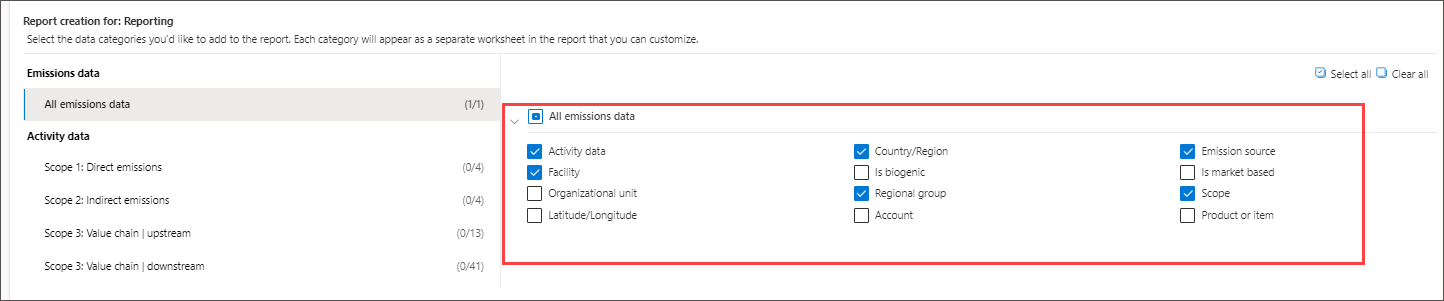 Report creation for: Reporting
Select the data categories you'd like to add to the report. Each category will appear as a separate worksheet in the report that you can customize.
Emissions data
Select all Clear all
All emissions data (1/1)
All emissions data
Activity data
Activity data Country/Region Emission source
Scope 1: Direct emissions (0/4)
Facility Is biogenic Is market based
Scope 2: Indirect emissions (0/4)
Organizational unit Regional group Scope
Latitude/Longitude Account Product or item
Scope 3: Value chain | upstream (0/13)
Scope 3: Value chain | downstream (0/41)